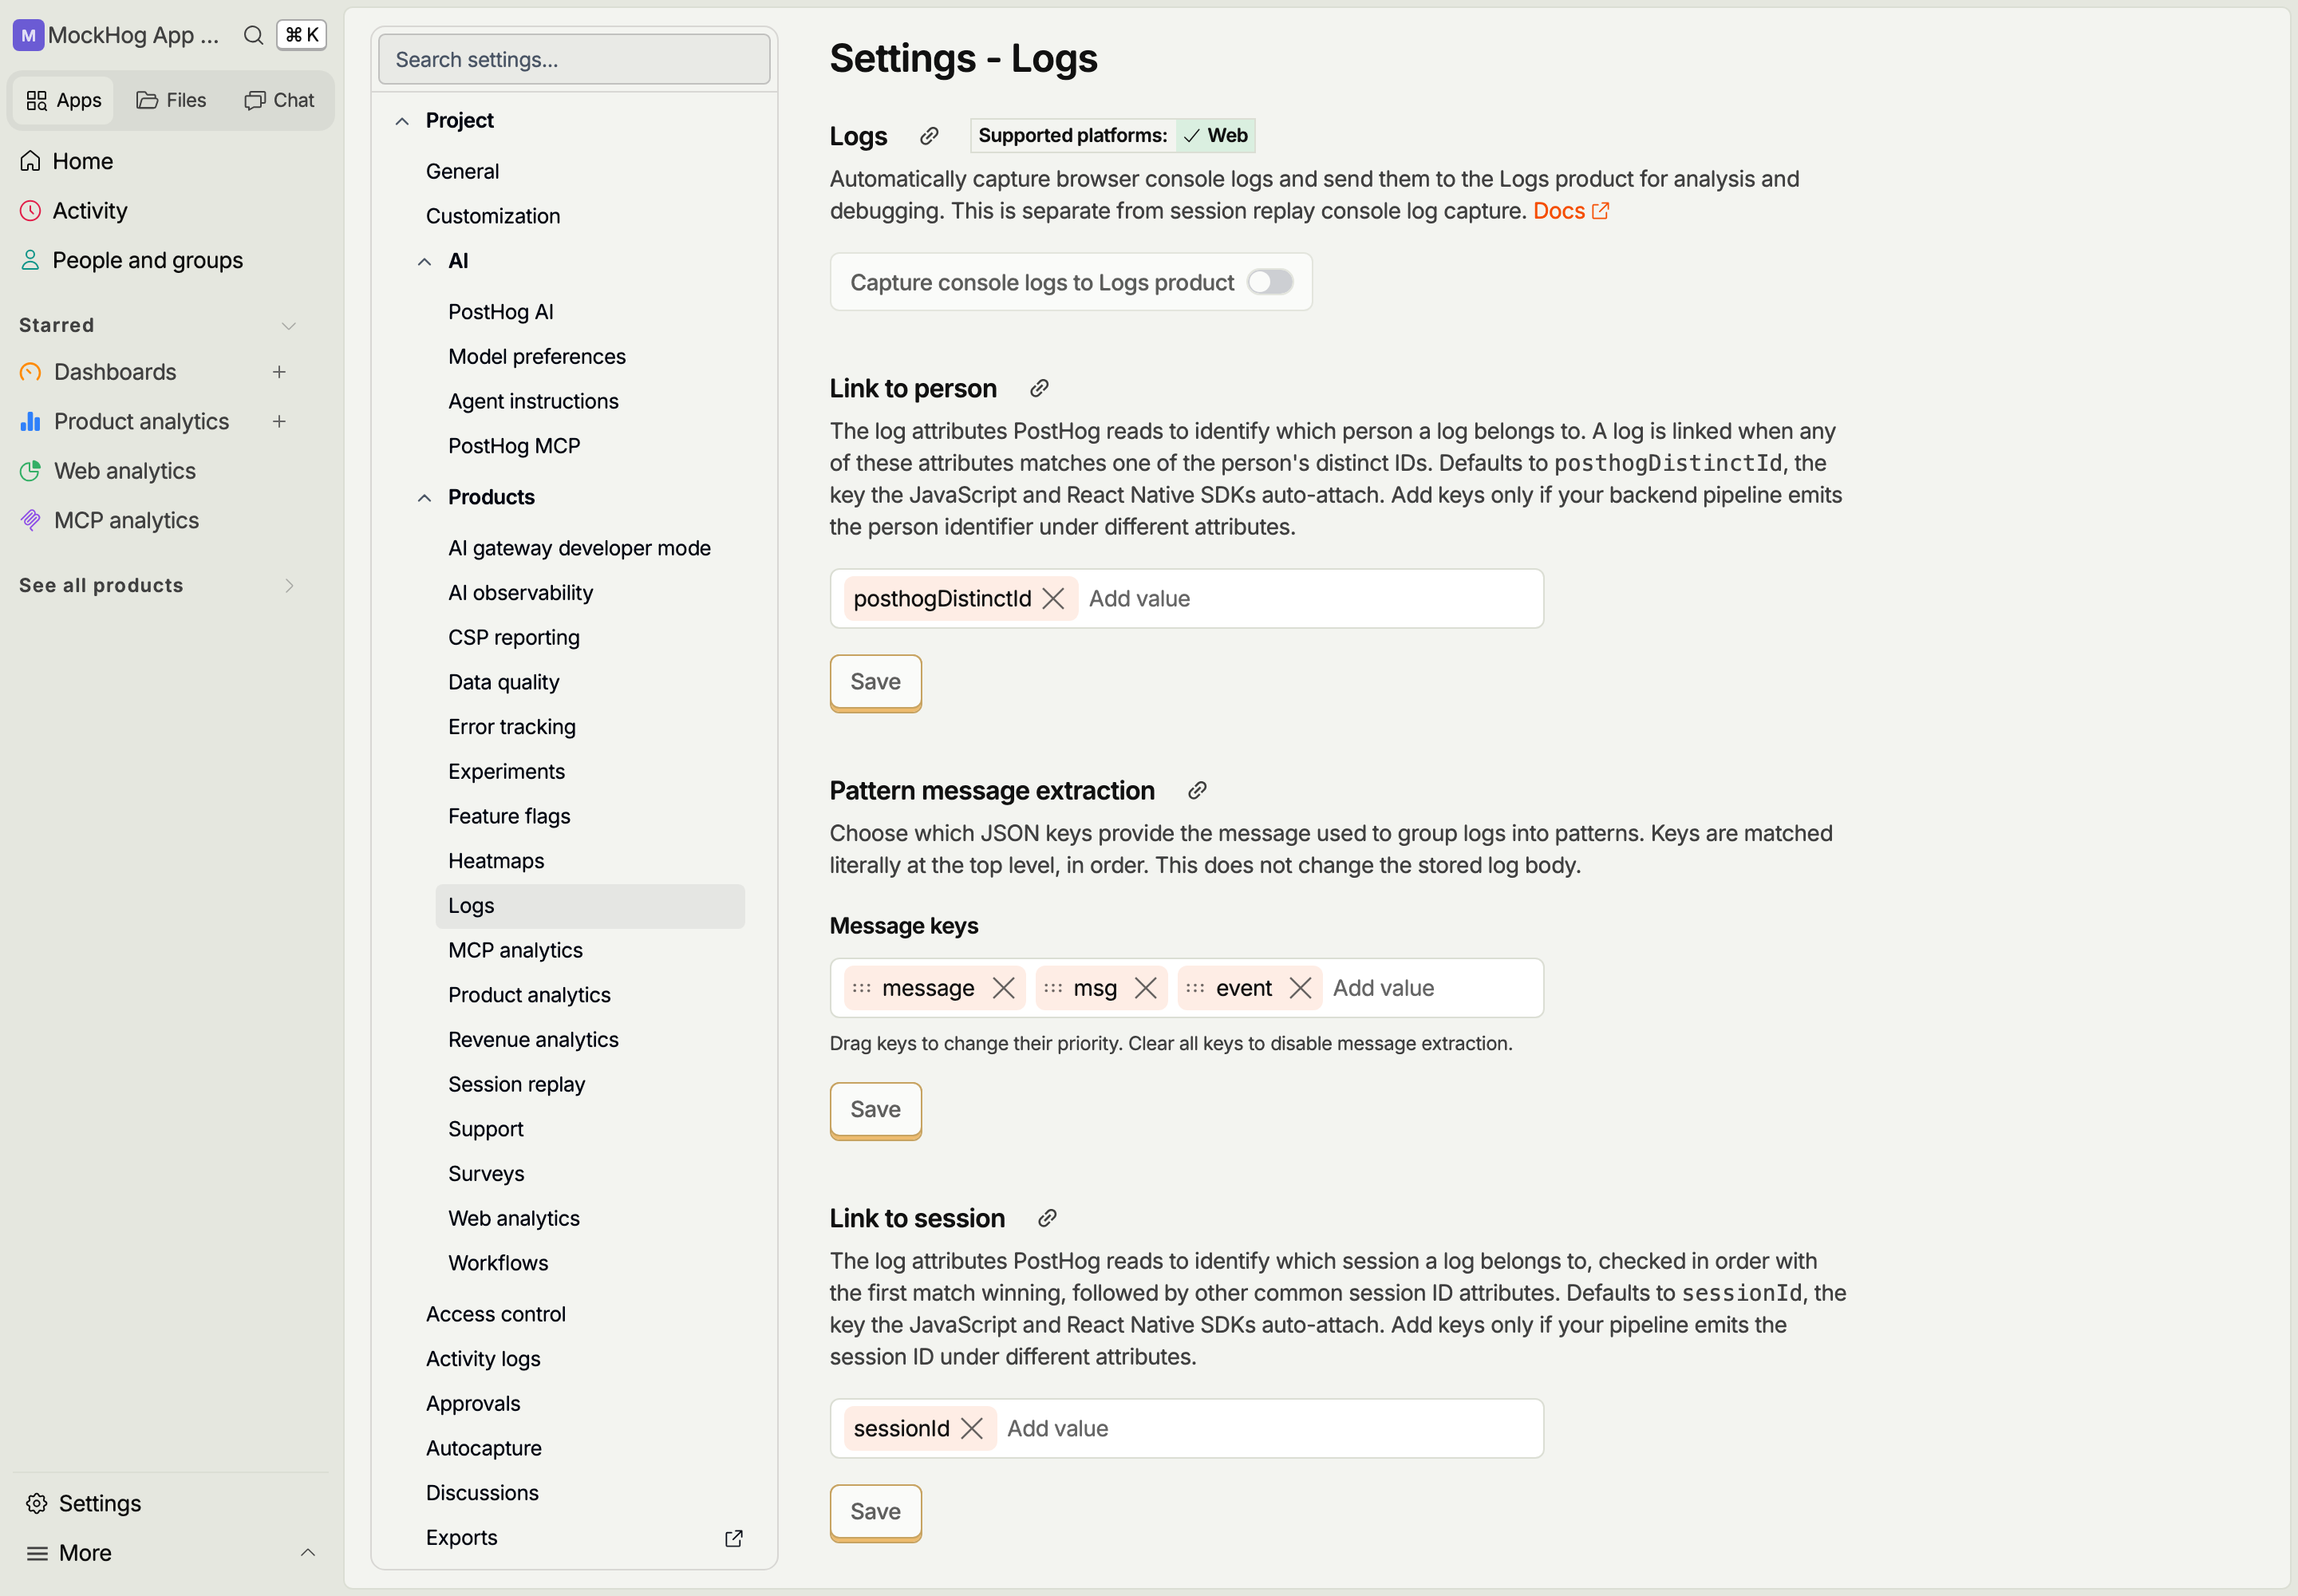 M MockHog App ... ⌘ K
Apps Files Chat
Home
Activity
People and groups
Starred
Dashboards
Product analytics
Web analytics
MCP analytics
See all products
Settings
More
Search settings...
Project
General
Customization
AI
PostHog AI
Model preferences
Agent instructions
PostHog MCP
Products
AI gateway developer mode
AI observability
CSP reporting
Data quality
Error tracking
Experiments
Feature flags
Heatmaps
Logs
MCP analytics
Product analytics
Revenue analytics
Session replay
Support
Surveys
Web analytics
Workflows
Access control
Activity logs
Approvals
Autocapture
Discussions
Exports
Settings - Logs
Logs Supported platforms: Web
Automatically capture browser console logs and send them to the Logs product for analysis and
debugging. This is separate from session replay console log capture. Docs
Capture console logs to Logs product
Link to person
The log attributes PostHog reads to identify which person a log belongs to. A log is linked when any
of these attributes matches one of the person's distinct IDs. Defaults to posthogDistinctId, the
key the JavaScript and React Native SDKs auto-attach. Add keys only if your backend pipeline emits
the person identifier under different attributes.
posthogDistinctId Add value
Save
Pattern message extraction
Choose which JSON keys provide the message used to group logs into patterns. Keys are matched
literally at the top level, in order. This does not change the stored log body.
Message keys
message msg event Add value
Drag keys to change their priority. Clear all keys to disable message extraction.
Save
Link to session
The log attributes PostHog reads to identify which session a log belongs to, checked in order with
the first match winning, followed by other common session ID attributes. Defaults to sessionId, the
key the JavaScript and React Native SDKs auto-attach. Add keys only if your pipeline emits the
session ID under different attributes.
sessionId Add value
Save